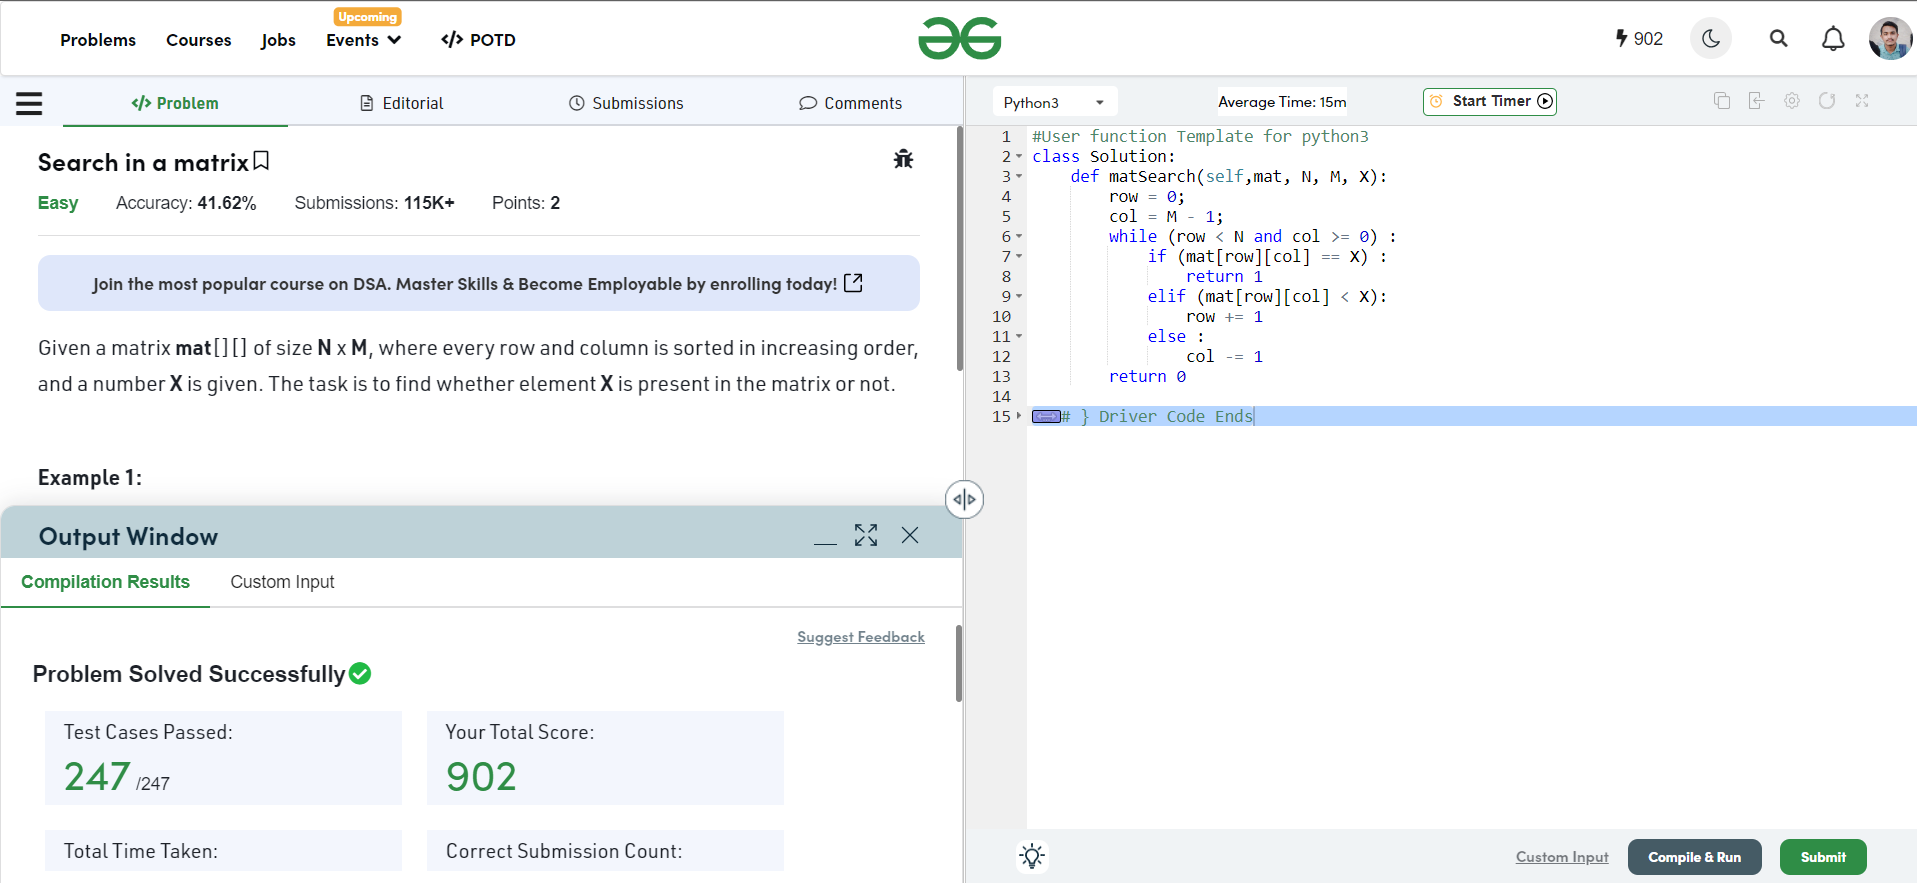 Problems Courses Jobs Events Upcoming </> POTD
902
</> Problem Editorial Submissions Comments
Search in a matrix
Easy Accuracy: 41.62% Submissions: 115K+ Points: 2
Join the most popular course on DSA. Master Skills & Become Employable by enrolling today!
Given a matrix mat[][] of size N x M, where every row and column is sorted in increasing order,
and a number X is given. The task is to find whether element X is present in the matrix or not.
Example 1:
Output Window
Compilation Results Custom Input
Suggest Feedback
Problem Solved Successfully
Test Cases Passed:
247 /247
Your Total Score:
902
Total Time Taken:
Correct Submission Count:
Python3 Average Time: 15m Start Timer
1 #User function Template for python3
2 class Solution:
3     def matSearch(self,mat, N, M, X):
4         row = 0;
5         col = M - 1;
6         while (row < N and col >= 0) :
7             if (mat[row][col] == X) :
8                 return 1
9             elif (mat[row][col] < X):
10                 row += 1
11             else :
12                 col -= 1
13         return 0
14
15 # } Driver Code Ends
Custom Input Compile & Run Submit